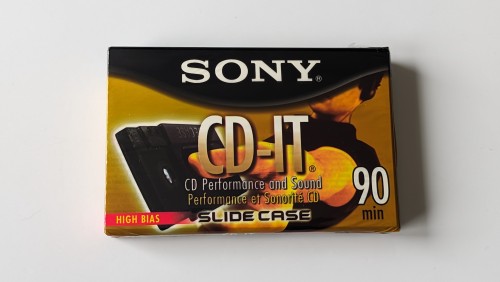 SONY®
CD-IT®
CD Performance and Sound
Performance et Sonorité CD
90
min
HIGH BIAS
SLIDE CASE